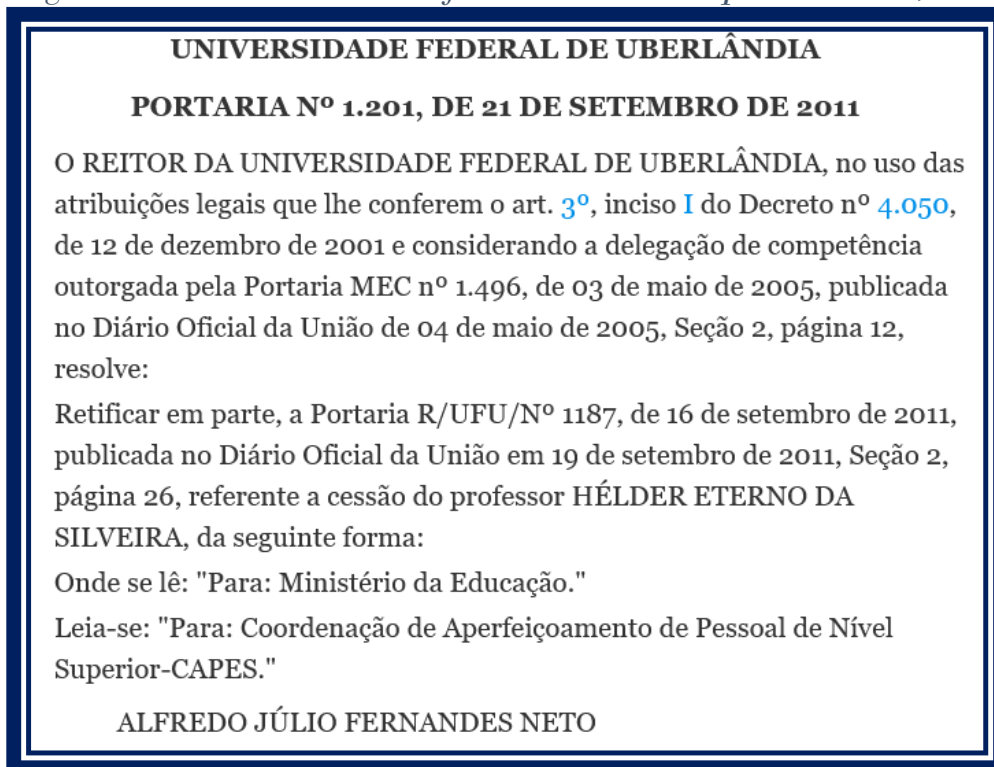 UNIVERSIDADE FEDERAL DE UBERLÂNDIA
PORTARIA Nº 1.201, DE 21 DE SETEMBRO DE 2011
O REITOR DA UNIVERSIDADE FEDERAL DE UBERLÂNDIA, no uso das
atribuições legais que lhe conferem o art. 3º, inciso I do Decreto nº 4.050,
de 12 de dezembro de 2001 e considerando a delegação de competência
outorgada pela Portaria MEC nº 1.496, de 03 de maio de 2005, publicada
no Diário Oficial da União de 04 de maio de 2005, Seção 2, página 12,
resolve:
Retificar em parte, a Portaria R/UFU/Nº 1187, de 16 de setembro de 2011,
publicada no Diário Oficial da União em 19 de setembro de 2011, Seção 2,
página 26, referente a cessão do professor HÉLDER ETERNO DA
SILVEIRA, da seguinte forma:
Onde se lê: "Para: Ministério da Educação."
Leia-se: "Para: Coordenação de Aperfeiçoamento de Pessoal de Nível
Superior-CAPES."
ALFREDO JÚLIO FERNANDES NETO